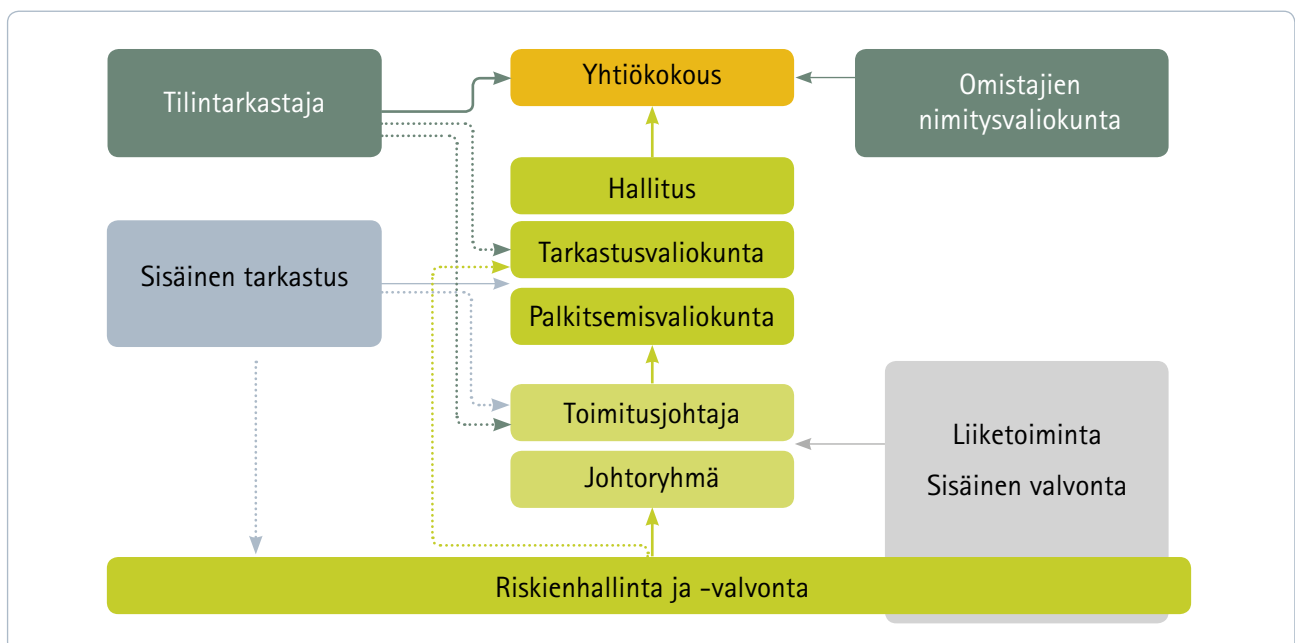 Tilintarkastaja
Yhtiökokous
Omistajien
nimitysvaliokunta
Hallitus
Tarkastusvaliokunta
Sisäinen tarkastus
Palkitsemisvaliokunta
Toimitusjohtaja
Johtoryhmä
Liiketoiminta
Sisäinen valvonta
Riskienhallinta ja -valvonta